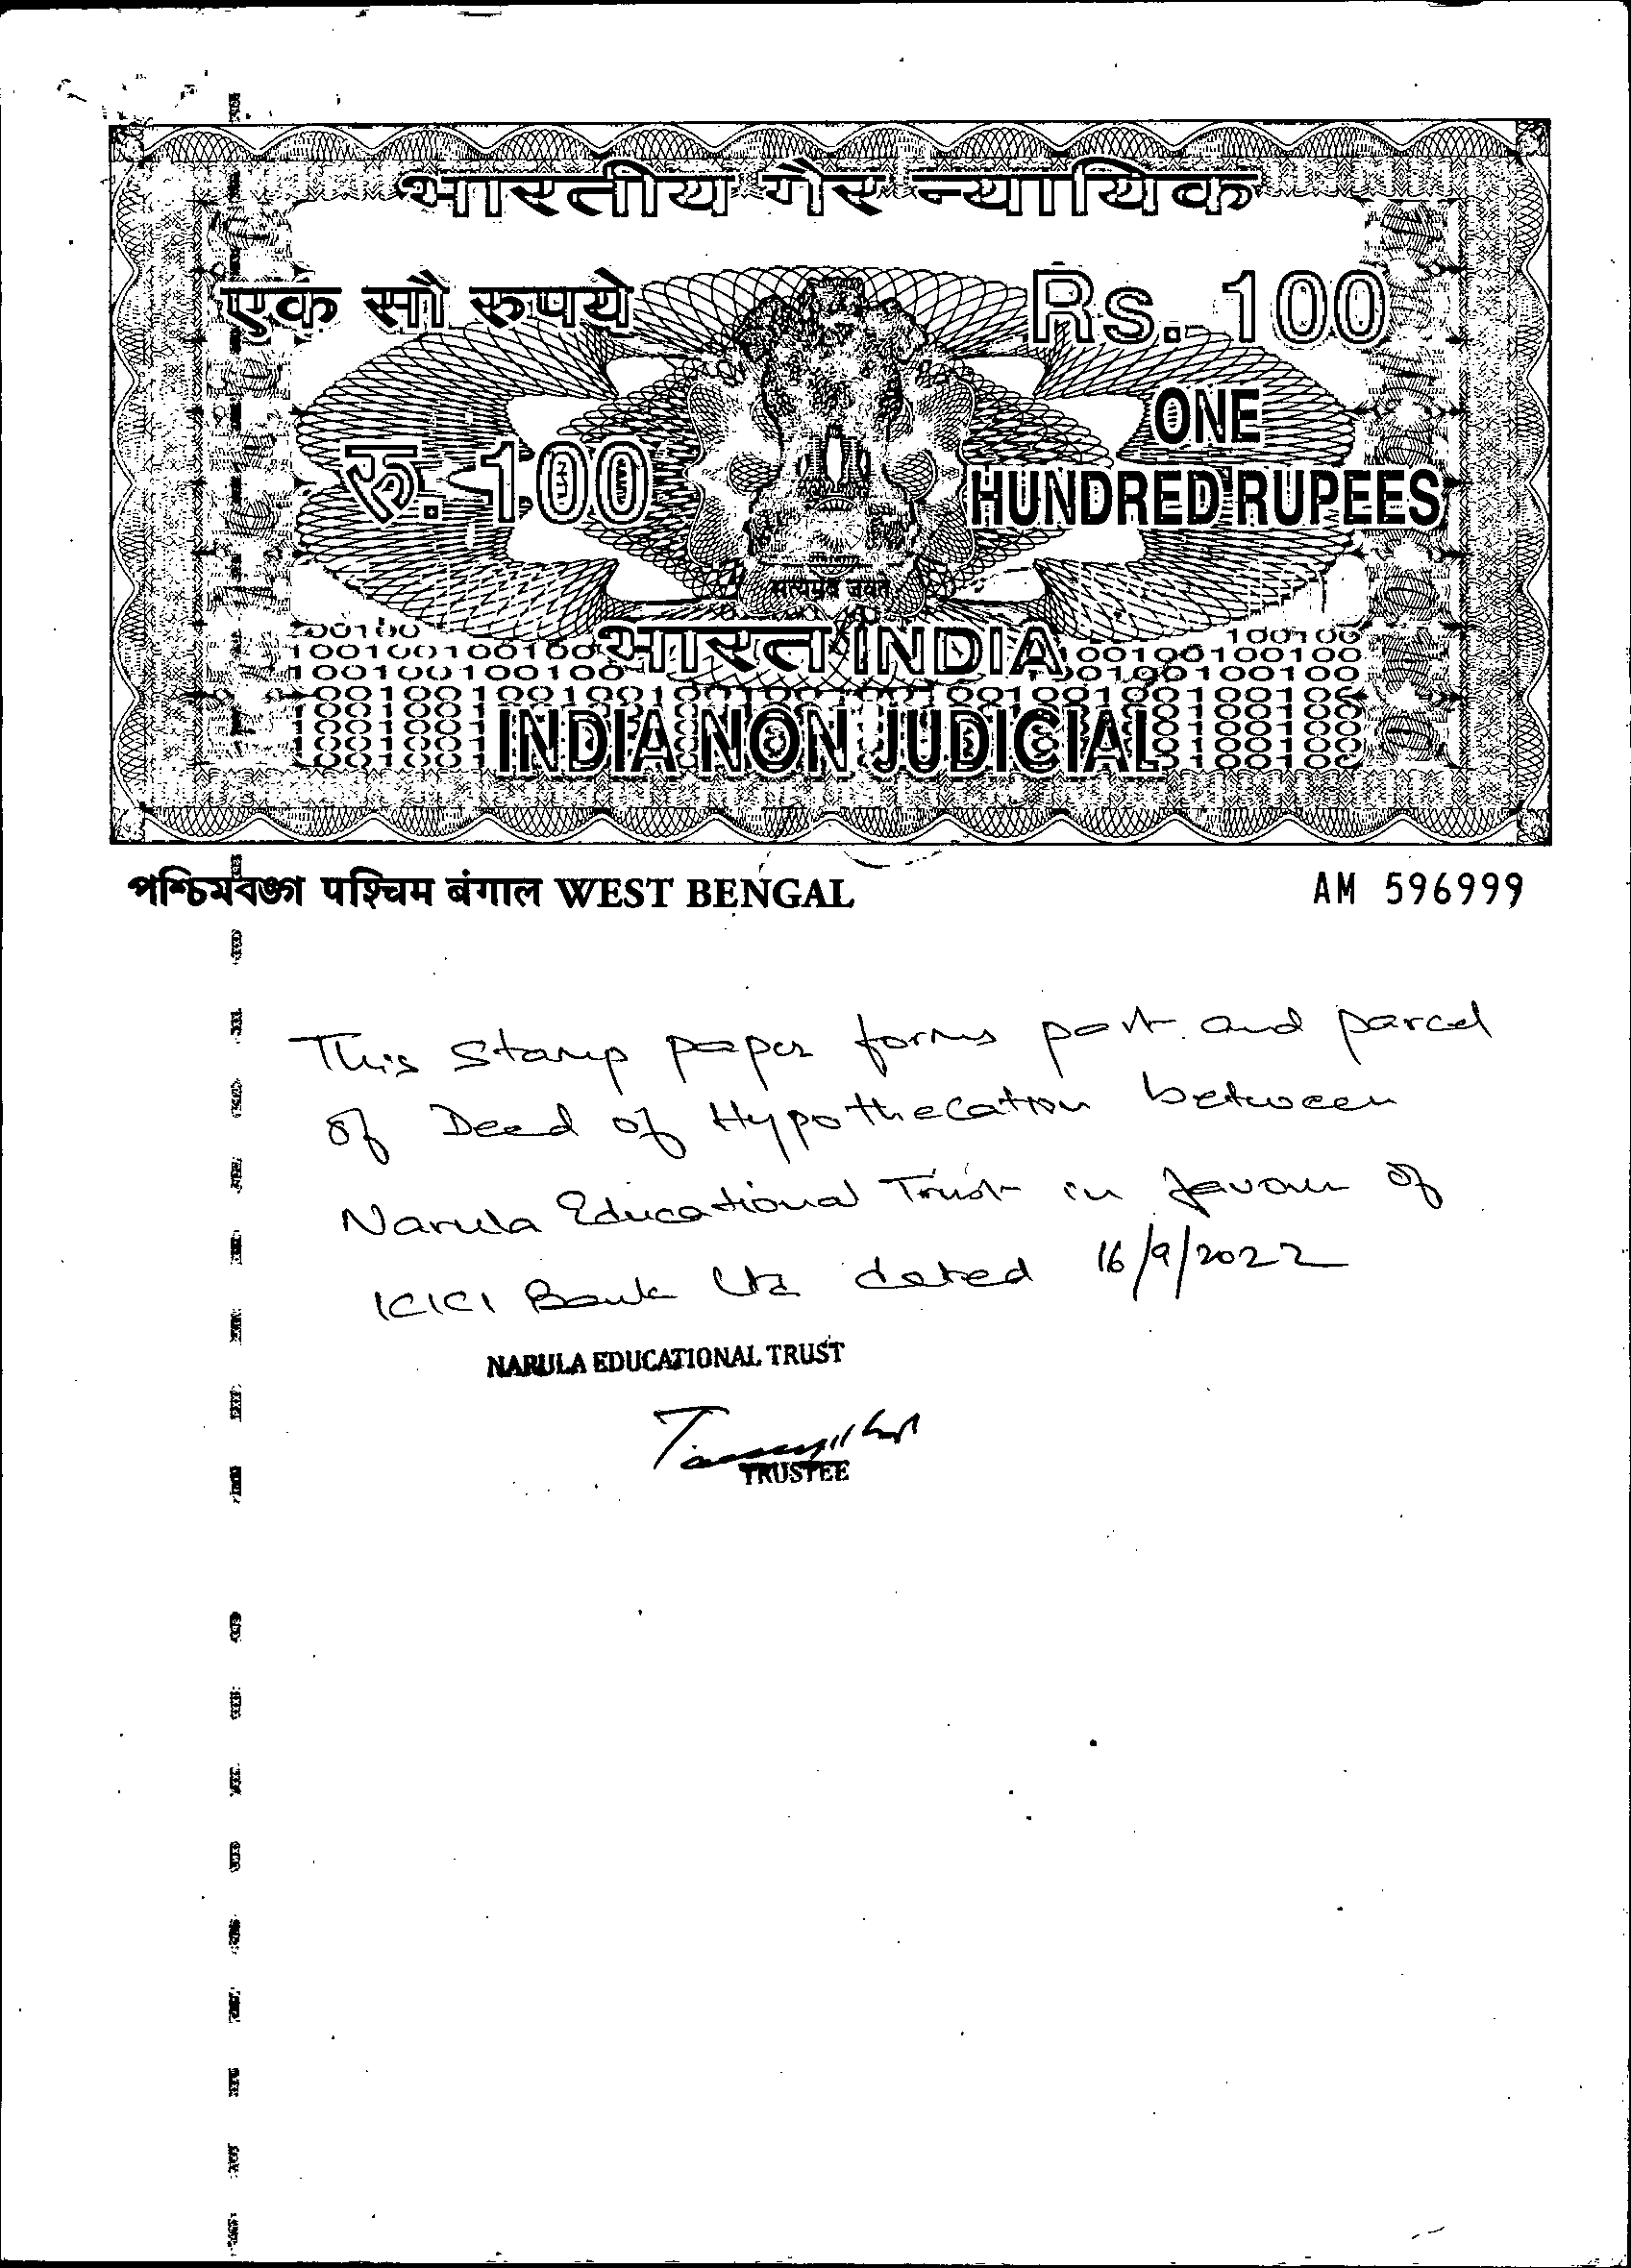 भारतीय गैर न्यायिक
एक सौ रुपये
Rs. 100
रु. 100
ONE
HUNDRED RUPEES
सत्यमेव जयते
भारत INDIA
INDIA NON JUDICIAL
পশ্চিমবঙ্গ पश्चिम बंगाल WEST BENGAL
AM 596999
This Stamp paper forms part and parcel
of Deed of Hypothecation between
Narula Educational Trust in favour of
ICICI Bank Ltd dated 16/9/2022
NARULA EDUCATIONAL TRUST
TRUSTEE